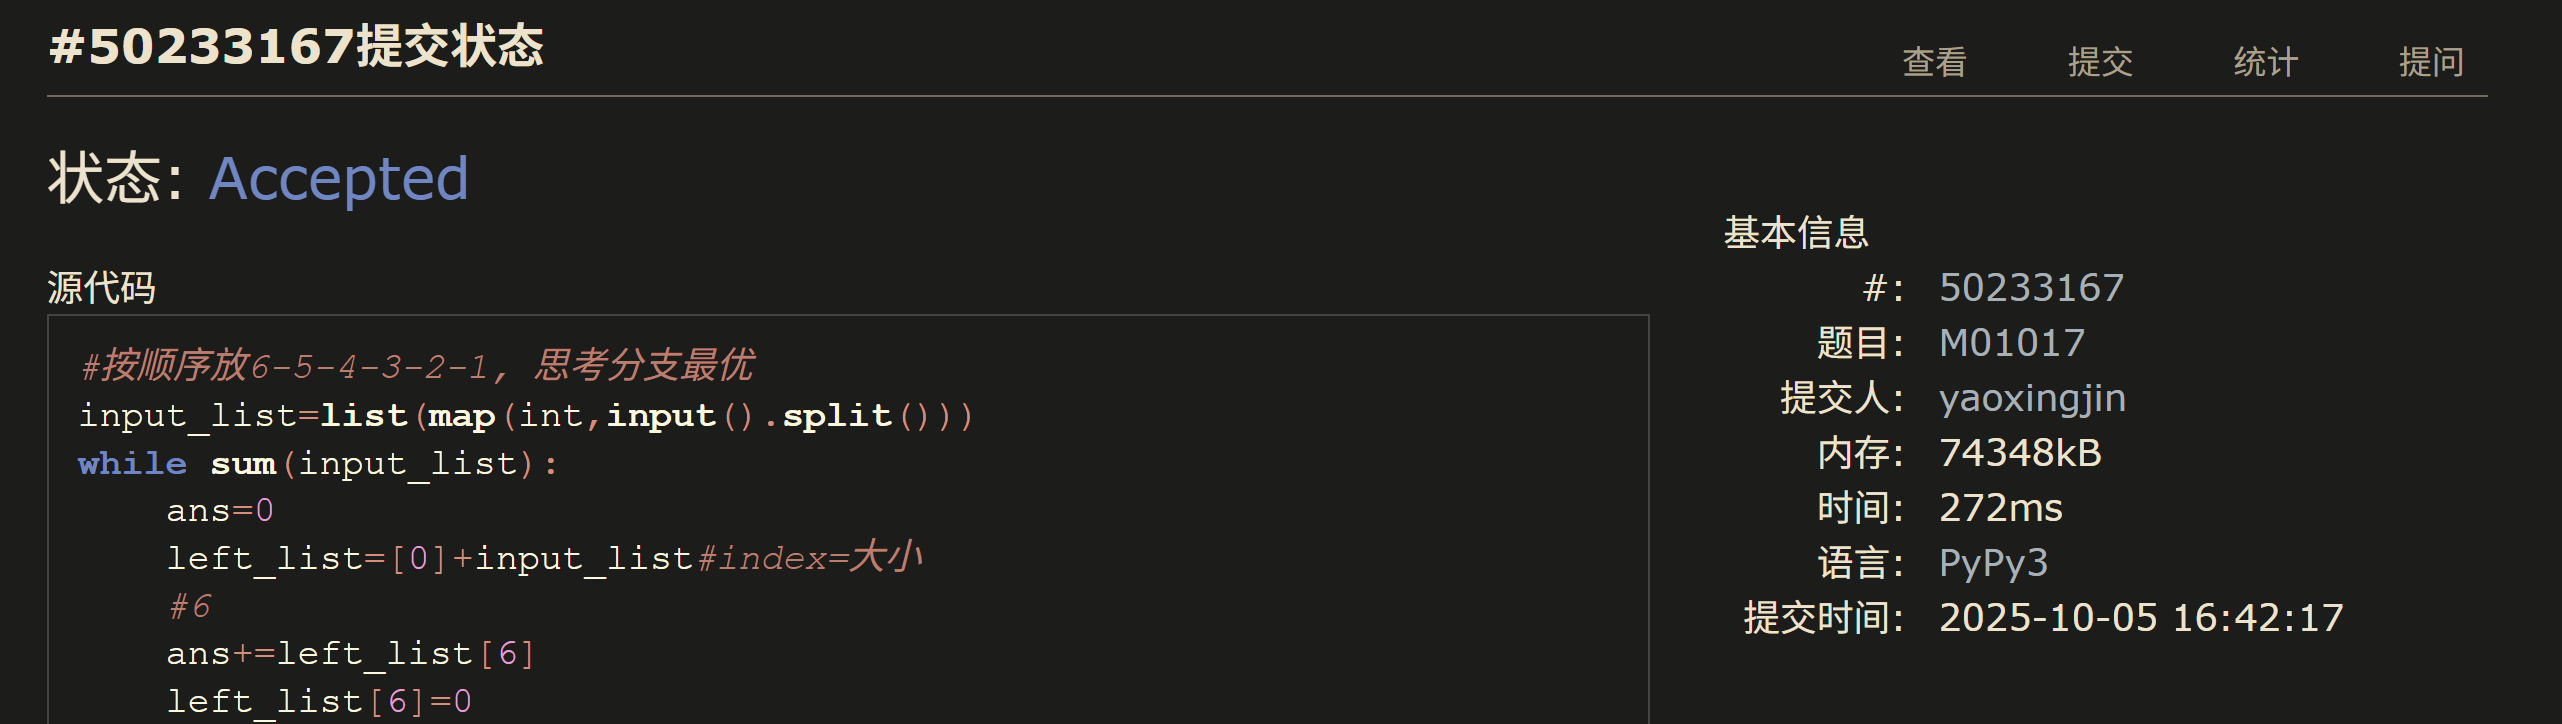 #50233167提交状态
查看 提交 统计 提问
状态: Accepted
源代码
#按顺序放6-5-4-3-2-1, 思考分支最优
input_list=list(map(int,input().split()))
while sum(input_list):
    ans=0
    left_list=[0]+input_list#index=大小
    #6
    ans+=left_list[6]
    left_list[6]=0
基本信息
#: 50233167
题目: M01017
提交人: yaoxingjin
内存: 74348kB
时间: 272ms
语言: PyPy3
提交时间: 2025-10-05 16:42:17